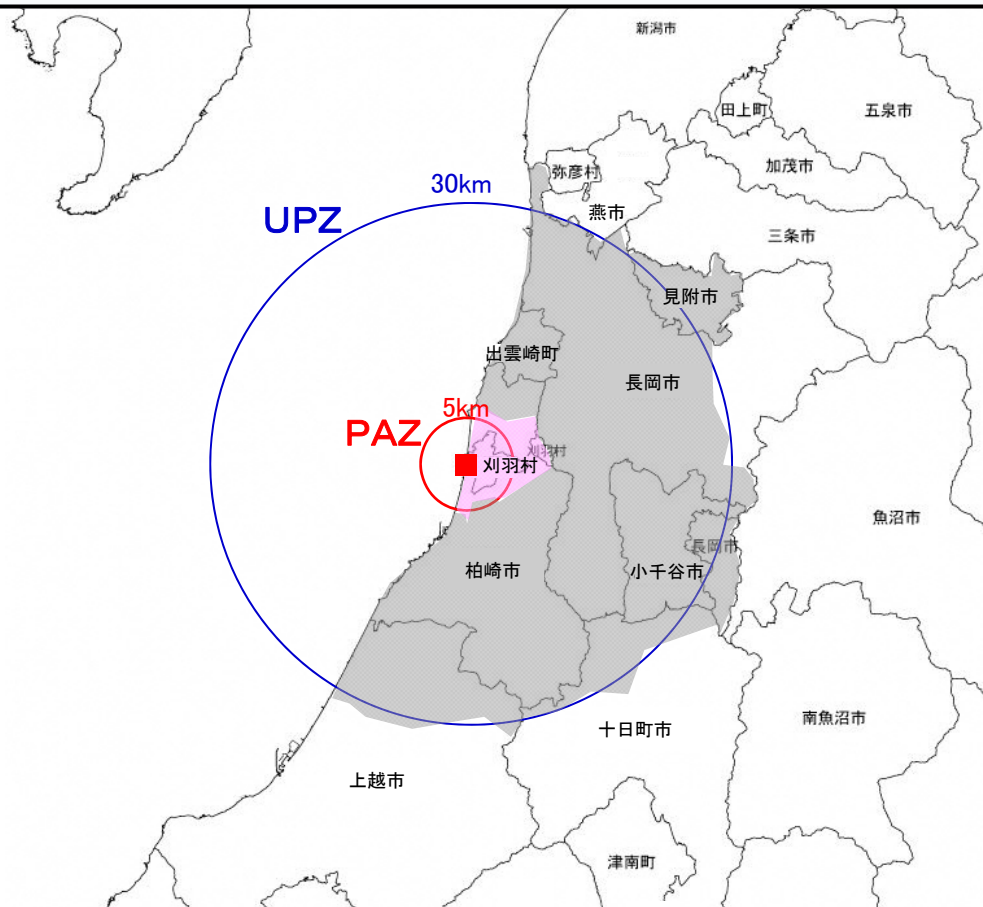 新潟市
田上町
五泉市
加茂市
弥彦村
30km
UPZ
燕市
三条市
見附市
出雲崎町
長岡市
5km
PAZ
刈羽村
刈羽村
魚沼市
長岡市
柏崎市
小千谷市
南魚沼市
十日町市
上越市
津南町